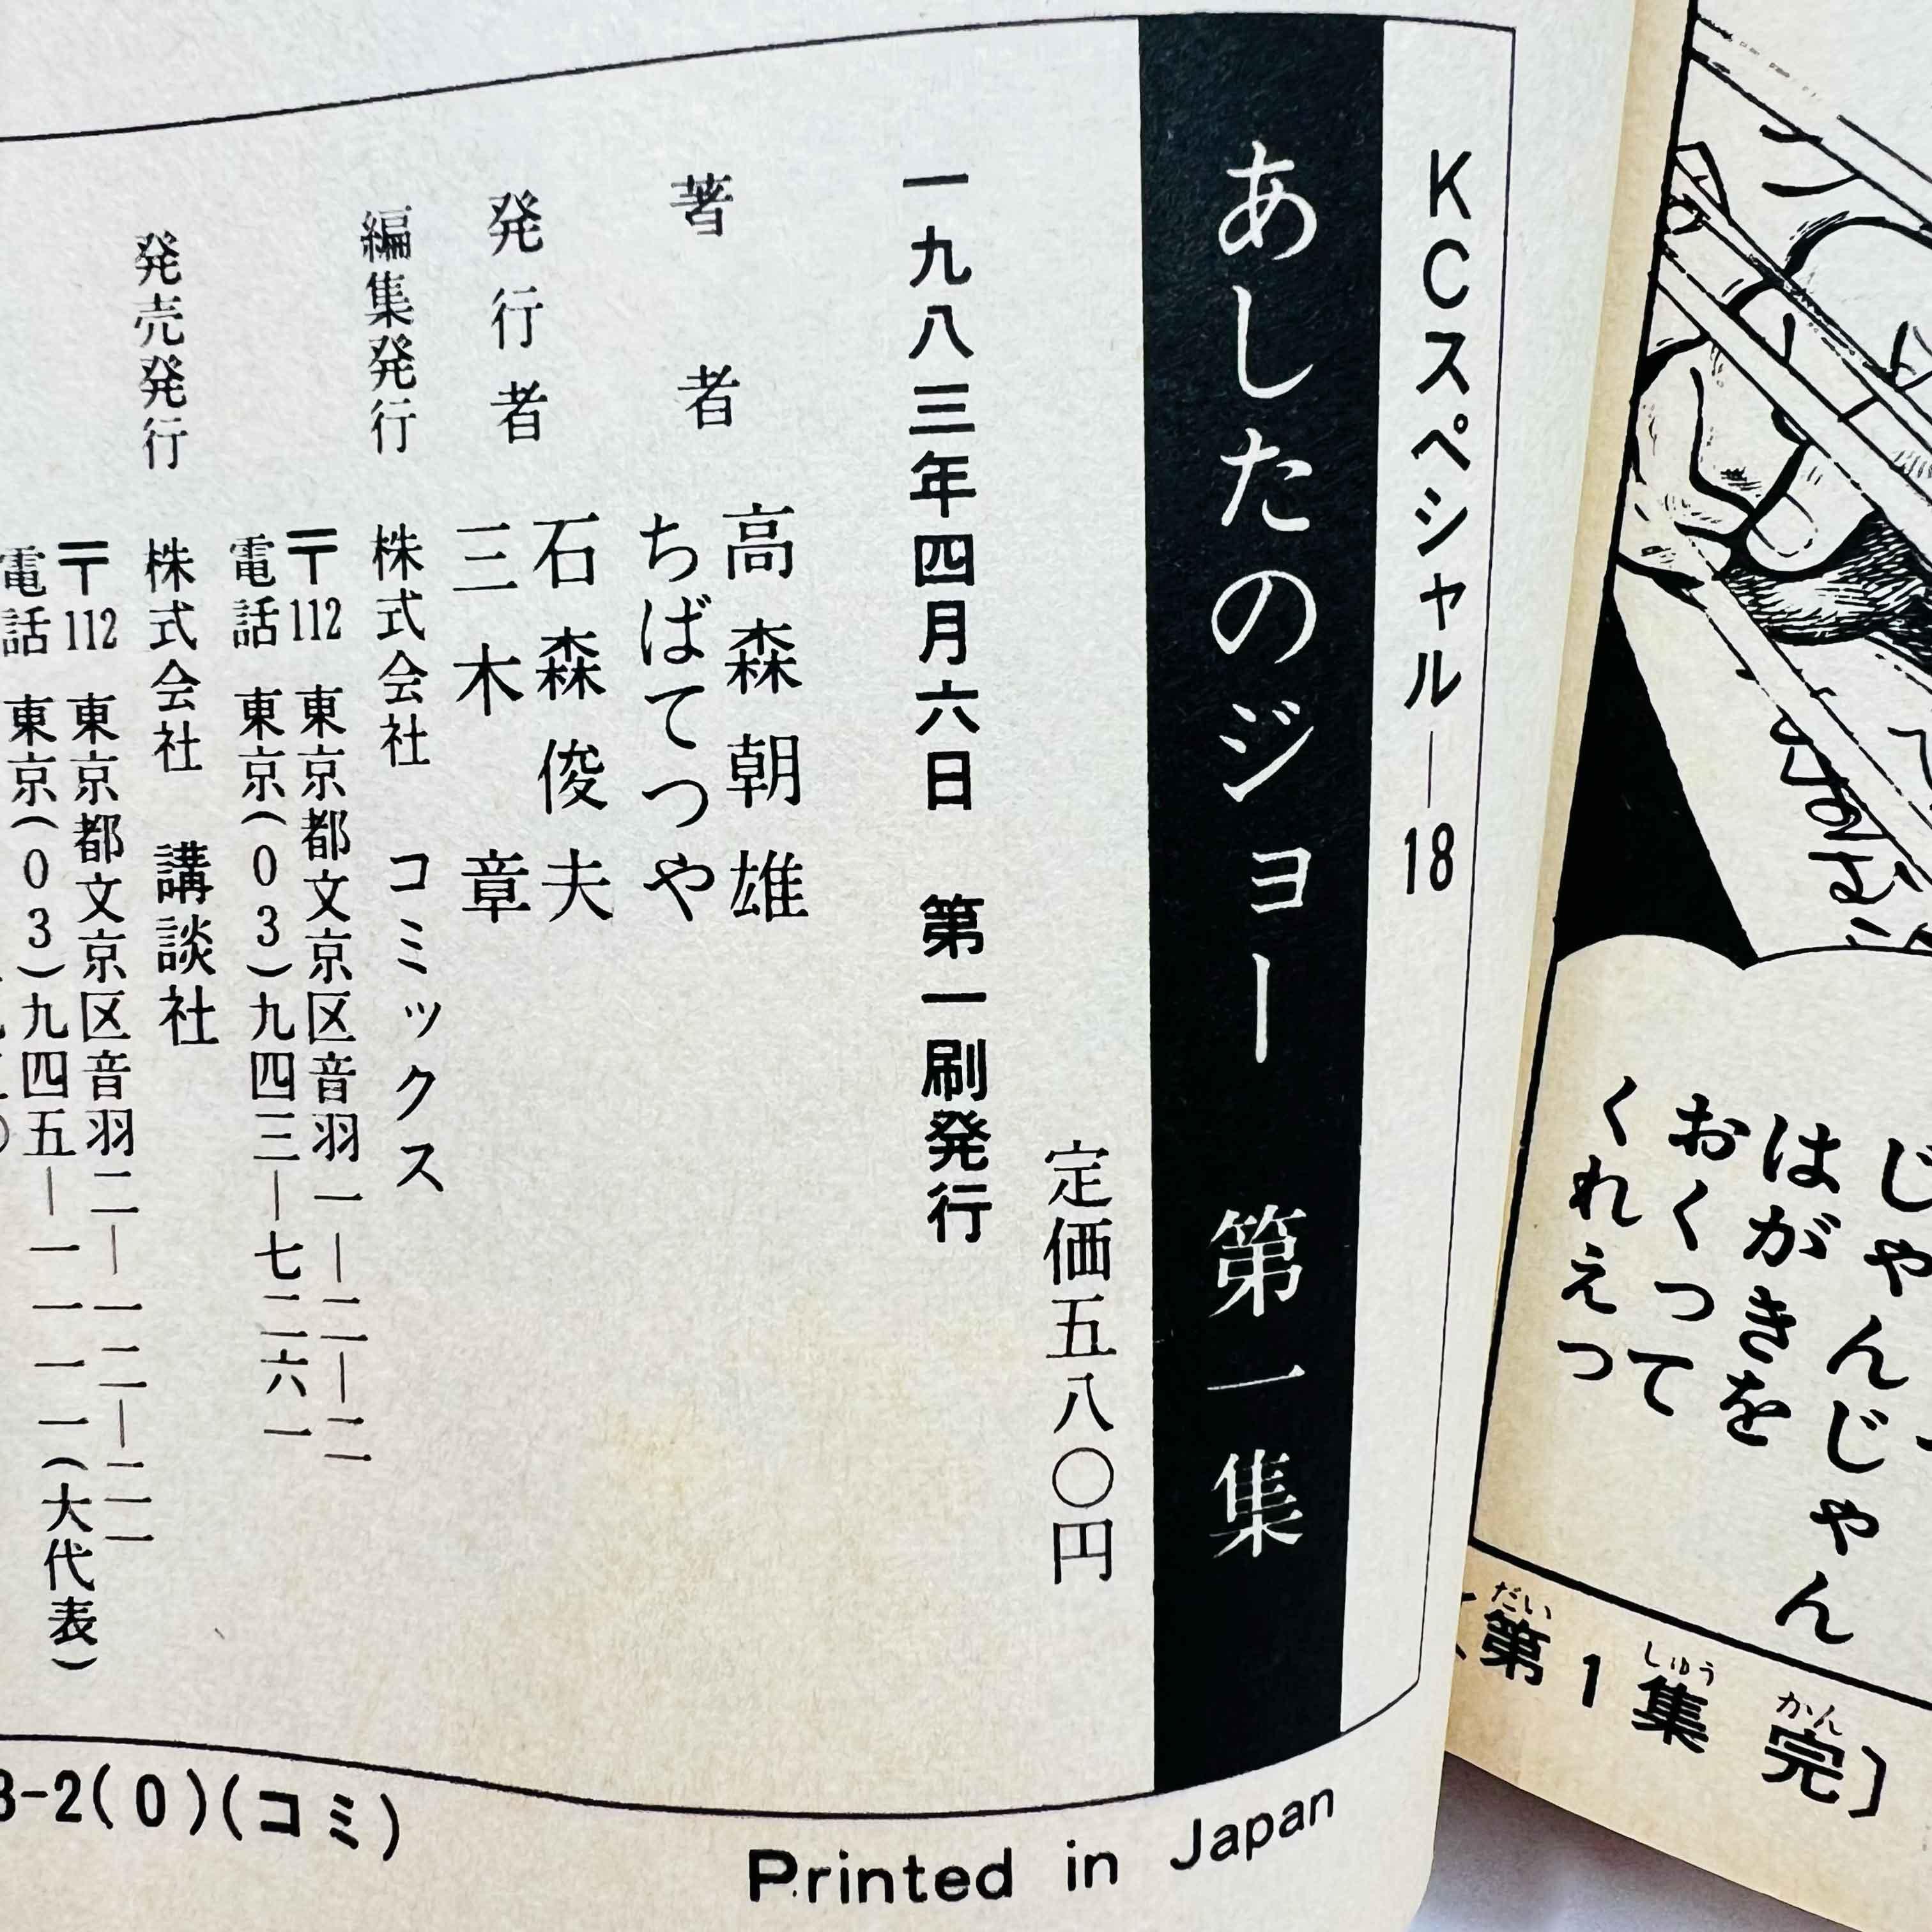 じゃんじゃん
はがきを
おくって
くれえっ
第1集 完〕
だい しゅう かん
KCスペシャル—18
あしたのジョー 第一集
定価五八〇円
一九八三年四月六日 第一刷発行
著者 高森朝雄
ちばてつや
発行者 石森俊夫
三木章
編集発行 株式会社 コミックス
〒112 東京都文京区音羽一—二—二
電話 東京(03)九四三—七二六一
発売発行 株式会社 講談社
〒112 東京都文京区音羽二—一二—二一
電話 東京(03)九四五—一一一一(大代表)
3-2(0)(コミ)
Printed in Japan